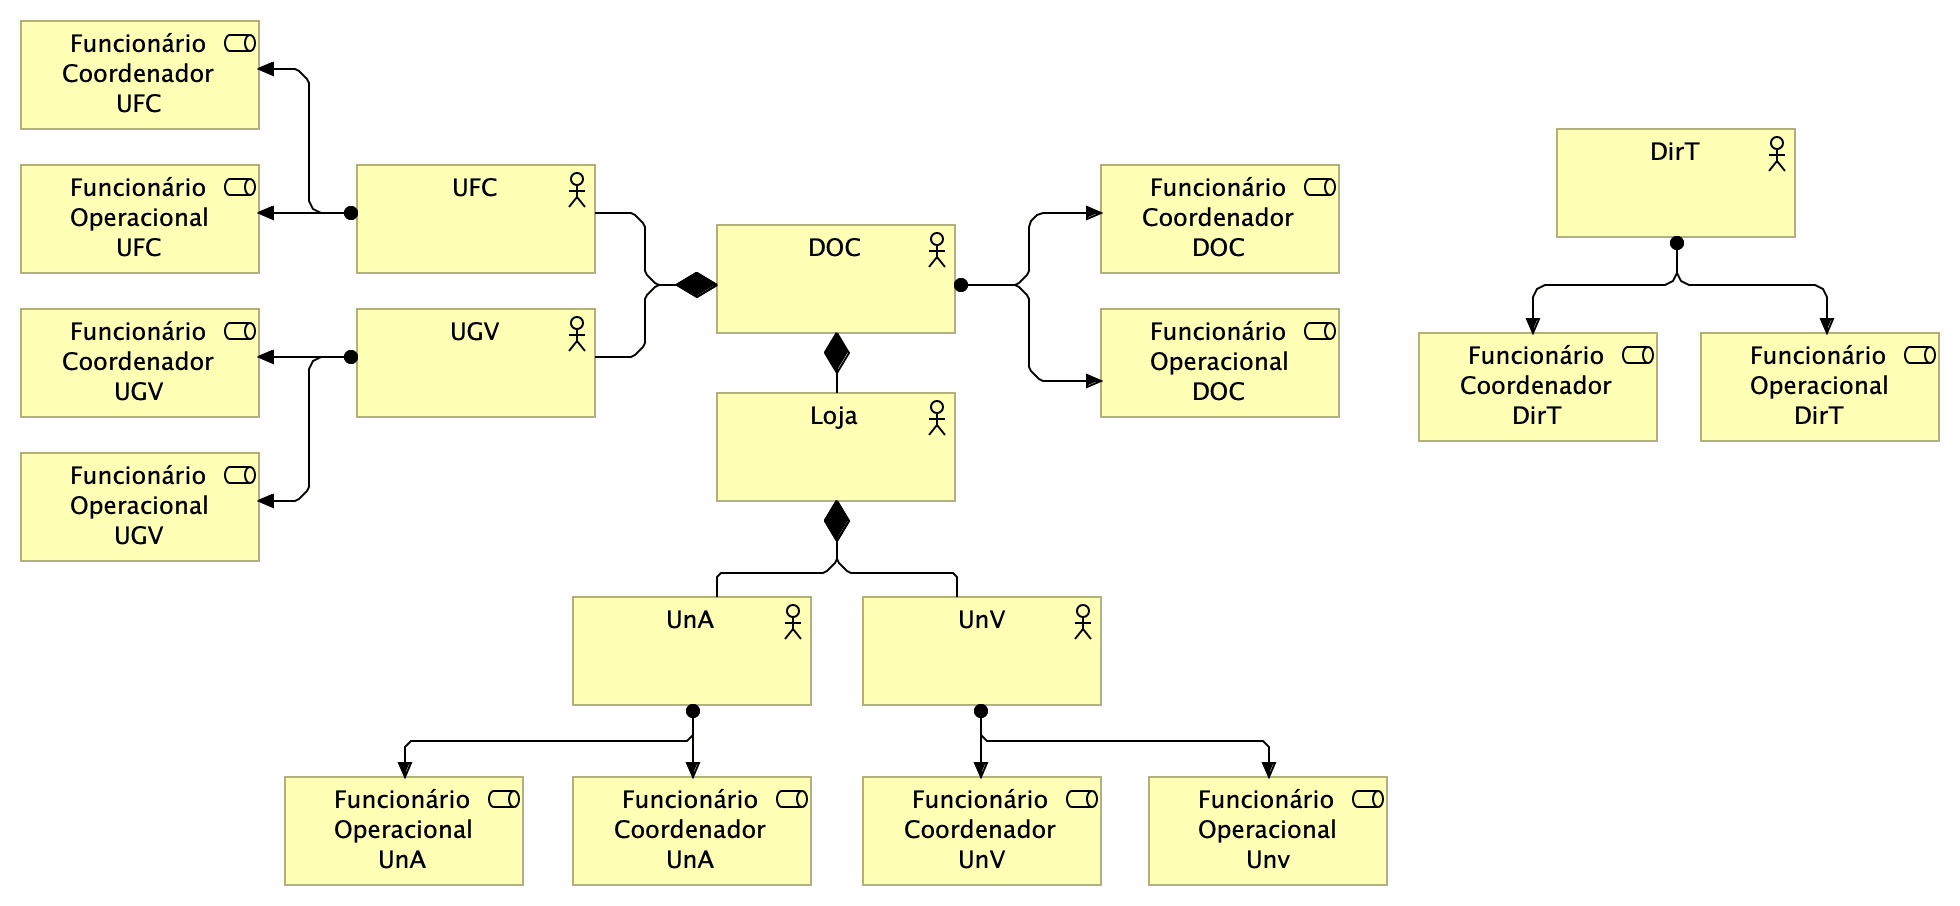 Funcionário
Coordenador
UFC
Funcionário
Operacional
UFC
UFC
Funcionário
Coordenador
UGV
UGV
Funcionário
Operacional
UGV
DOC
Funcionário
Coordenador
DOC
Funcionário
Operacional
DOC
DirT
Funcionário
Coordenador
DirT
Funcionário
Operacional
DirT
Loja
UnA
UnV
Funcionário
Operacional
UnA
Funcionário
Coordenador
UnA
Funcionário
Coordenador
UnV
Funcionário
Operacional
Unv